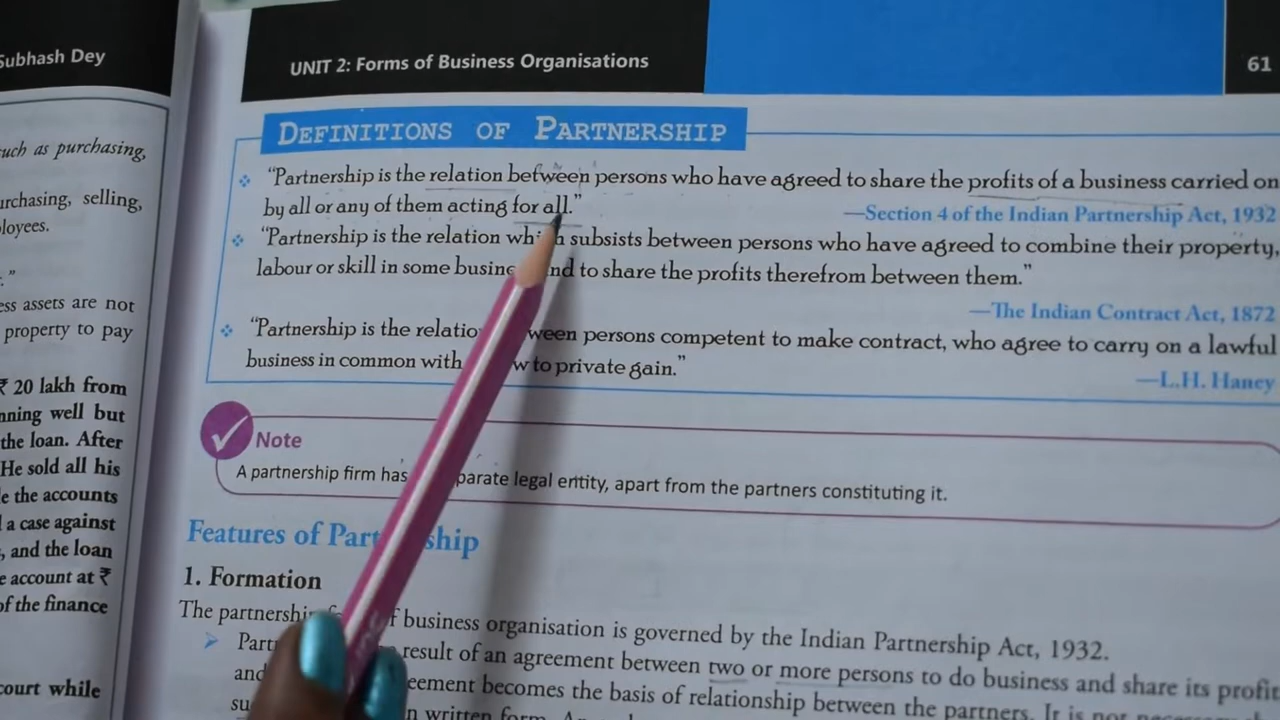 Subhash Dey
such as purchasing,
urchasing, selling,
loyees.
.”
ess assets are not
property to pay
₹ 20 lakh from
nning well but
the loan. After
He sold all his
e the accounts
a case against
, and the loan
e account at ₹
of the finance
court while
UNIT 2: Forms of Business Organisations
61
DEFINITIONS OF PARTNERSHIP
❖ “Partnership is the relation between persons who have agreed to share the profits of a business carried on
by all or any of them acting for all.”
—Section 4 of the Indian Partnership Act, 1932
❖ “Partnership is the relation which subsists between persons who have agreed to combine their property,
labour or skill in some busine nd to share the profits therefrom between them.”
—The Indian Contract Act, 1872
❖ “Partnership is the relatio ween persons competent to make contract, who agree to carry on a lawful
business in common with w to private gain.”
—L.H. Haney
Note
A partnership firm has parate legal entity, apart from the partners constituting it.
Features of Part ship
1. Formation
The partnership f business organisation is governed by the Indian Partnership Act, 1932.
➢ Part result of an agreement between two or more persons to do business and share its profit
and eement becomes the basis of relationship between the partners. It is not
su n written form.